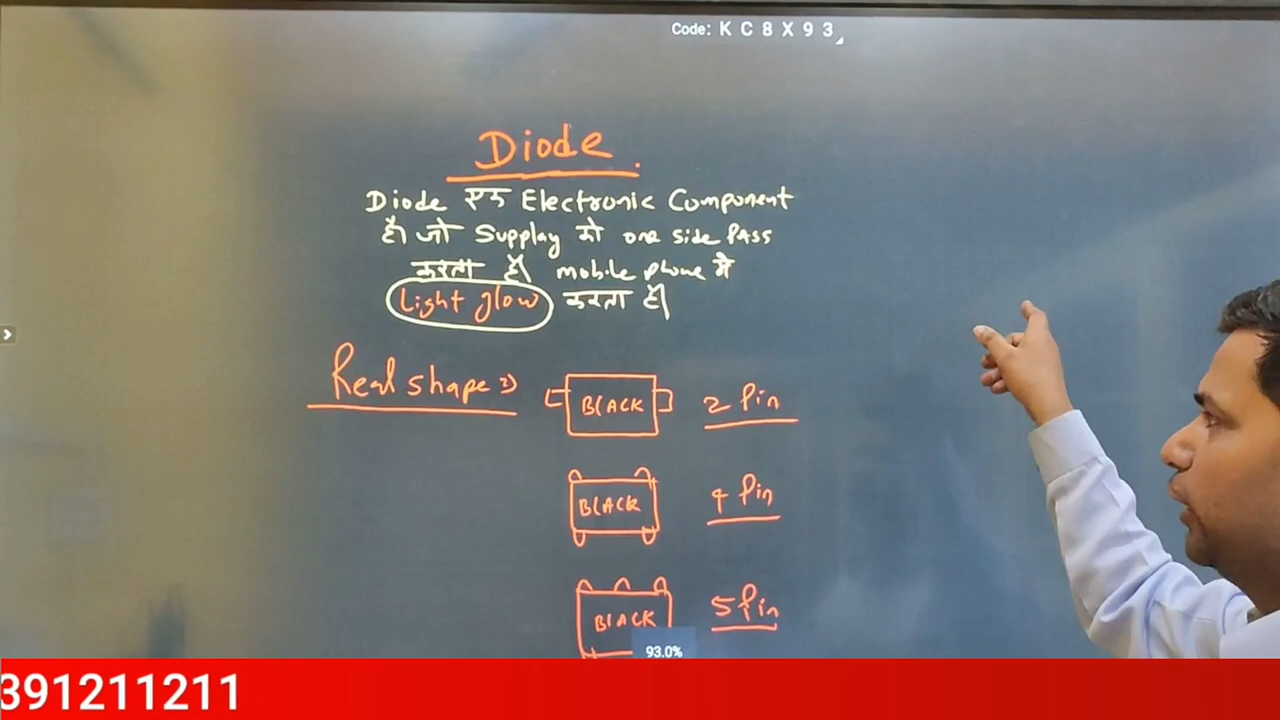 Code: K C 8 X 9 3
Diode
Diode एक Electronic Component
है। जो Supplay को one side PASS
करता है। mobile phone मे
Light glow करता है।
Real shape :)
BLACK
2 Pin
BLACK
4 Pin
BLACK
5 Pin
93.0%
391211211